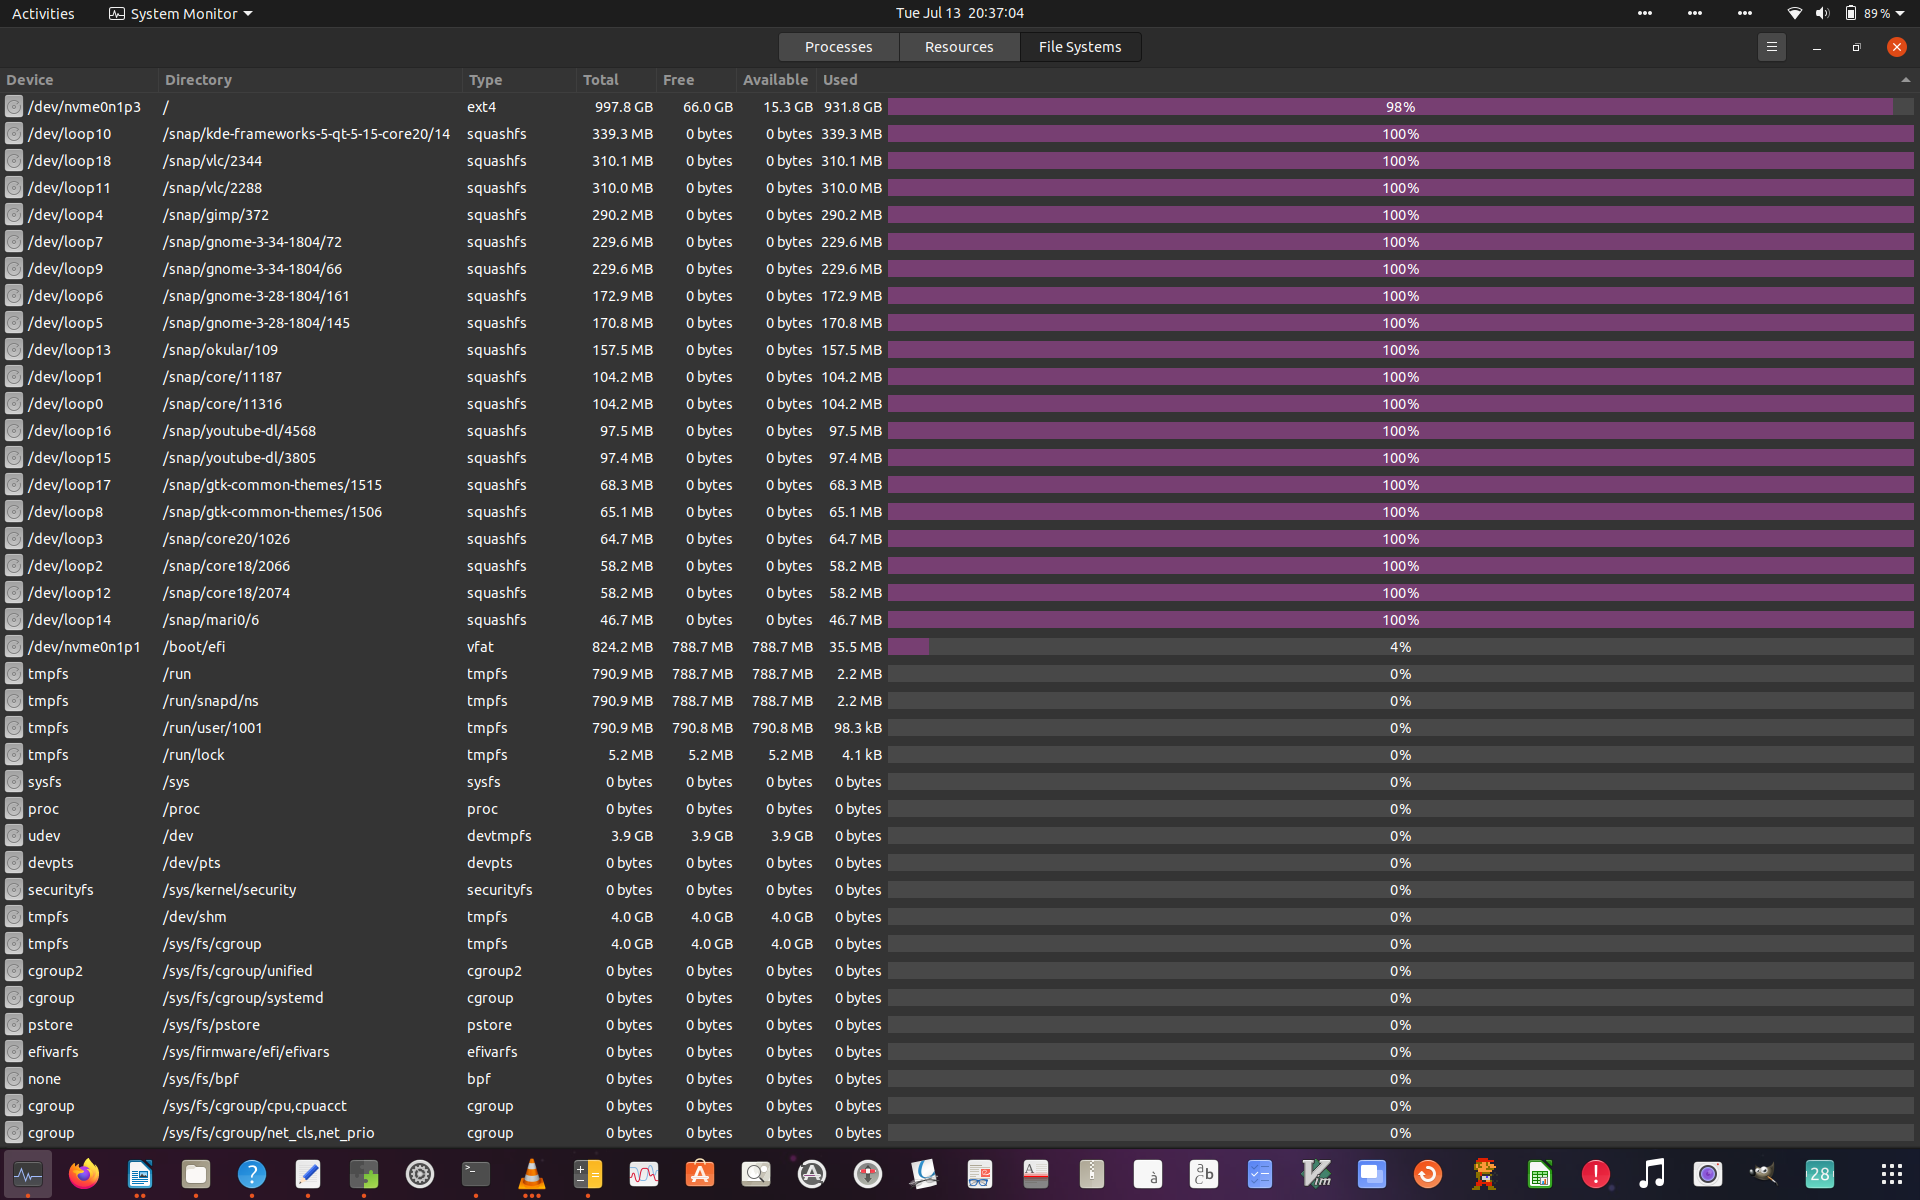 Activities System Monitor Tue Jul 13 20:37:04 89 %
Processes Resources File Systems
Device Directory Type Total Free Available Used
/dev/nvme0n1p3 / ext4 997.8 GB 66.0 GB 15.3 GB 931.8 GB 98%
/dev/loop10 /snap/kde-frameworks-5-qt-5-15-core20/14 squashfs 339.3 MB 0 bytes 0 bytes 339.3 MB 100%
/dev/loop18 /snap/vlc/2344 squashfs 310.1 MB 0 bytes 0 bytes 310.1 MB 100%
/dev/loop11 /snap/vlc/2288 squashfs 310.0 MB 0 bytes 0 bytes 310.0 MB 100%
/dev/loop4 /snap/gimp/372 squashfs 290.2 MB 0 bytes 0 bytes 290.2 MB 100%
/dev/loop7 /snap/gnome-3-34-1804/72 squashfs 229.6 MB 0 bytes 0 bytes 229.6 MB 100%
/dev/loop9 /snap/gnome-3-34-1804/66 squashfs 229.6 MB 0 bytes 0 bytes 229.6 MB 100%
/dev/loop6 /snap/gnome-3-28-1804/161 squashfs 172.9 MB 0 bytes 0 bytes 172.9 MB 100%
/dev/loop5 /snap/gnome-3-28-1804/145 squashfs 170.8 MB 0 bytes 0 bytes 170.8 MB 100%
/dev/loop13 /snap/okular/109 squashfs 157.5 MB 0 bytes 0 bytes 157.5 MB 100%
/dev/loop1 /snap/core/11187 squashfs 104.2 MB 0 bytes 0 bytes 104.2 MB 100%
/dev/loop0 /snap/core/11316 squashfs 104.2 MB 0 bytes 0 bytes 104.2 MB 100%
/dev/loop16 /snap/youtube-dl/4568 squashfs 97.5 MB 0 bytes 0 bytes 97.5 MB 100%
/dev/loop15 /snap/youtube-dl/3805 squashfs 97.4 MB 0 bytes 0 bytes 97.4 MB 100%
/dev/loop17 /snap/gtk-common-themes/1515 squashfs 68.3 MB 0 bytes 0 bytes 68.3 MB 100%
/dev/loop8 /snap/gtk-common-themes/1506 squashfs 65.1 MB 0 bytes 0 bytes 65.1 MB 100%
/dev/loop3 /snap/core20/1026 squashfs 64.7 MB 0 bytes 0 bytes 64.7 MB 100%
/dev/loop2 /snap/core18/2066 squashfs 58.2 MB 0 bytes 0 bytes 58.2 MB 100%
/dev/loop12 /snap/core18/2074 squashfs 58.2 MB 0 bytes 0 bytes 58.2 MB 100%
/dev/loop14 /snap/mari0/6 squashfs 46.7 MB 0 bytes 0 bytes 46.7 MB 100%
/dev/nvme0n1p1 /boot/efi vfat 824.2 MB 788.7 MB 788.7 MB 35.5 MB 4%
tmpfs /run tmpfs 790.9 MB 788.7 MB 788.7 MB 2.2 MB 0%
tmpfs /run/snapd/ns tmpfs 790.9 MB 788.7 MB 788.7 MB 2.2 MB 0%
tmpfs /run/user/1001 tmpfs 790.9 MB 790.8 MB 790.8 MB 98.3 kB 0%
tmpfs /run/lock tmpfs 5.2 MB 5.2 MB 5.2 MB 4.1 kB 0%
sysfs /sys sysfs 0 bytes 0 bytes 0 bytes 0 bytes 0%
proc /proc proc 0 bytes 0 bytes 0 bytes 0 bytes 0%
udev /dev devtmpfs 3.9 GB 3.9 GB 3.9 GB 0 bytes 0%
devpts /dev/pts devpts 0 bytes 0 bytes 0 bytes 0 bytes 0%
securityfs /sys/kernel/security securityfs 0 bytes 0 bytes 0 bytes 0 bytes 0%
tmpfs /dev/shm tmpfs 4.0 GB 4.0 GB 4.0 GB 0 bytes 0%
tmpfs /sys/fs/cgroup tmpfs 4.0 GB 4.0 GB 4.0 GB 0 bytes 0%
cgroup2 /sys/fs/cgroup/unified cgroup2 0 bytes 0 bytes 0 bytes 0 bytes 0%
cgroup /sys/fs/cgroup/systemd cgroup 0 bytes 0 bytes 0 bytes 0 bytes 0%
pstore /sys/fs/pstore pstore 0 bytes 0 bytes 0 bytes 0 bytes 0%
efivarfs /sys/firmware/efi/efivars efivarfs 0 bytes 0 bytes 0 bytes 0 bytes 0%
none /sys/fs/bpf bpf 0 bytes 0 bytes 0 bytes 0 bytes 0%
cgroup /sys/fs/cgroup/cpu,cpuacct cgroup 0 bytes 0 bytes 0 bytes 0 bytes 0%
cgroup /sys/fs/cgroup/net_cls,net_prio cgroup 0 bytes 0 bytes 0 bytes 0 bytes 0%
28